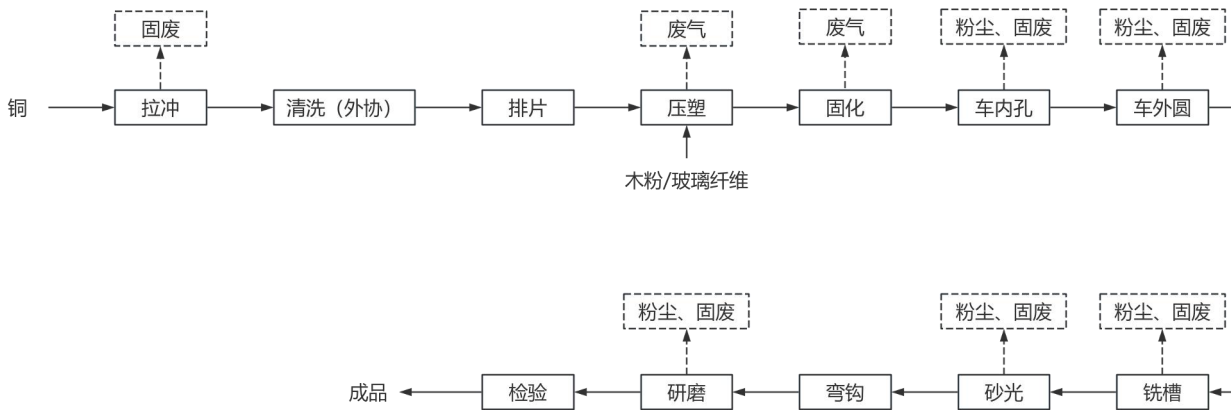 固废
废气
废气
粉尘、固废
粉尘、固废
铜
拉冲
清洗（外协）
排片
压塑
固化
车内孔
车外圆
木粉/玻璃纤维
粉尘、固废
粉尘、固废
粉尘、固废
成品
检验
研磨
弯钩
砂光
铣槽